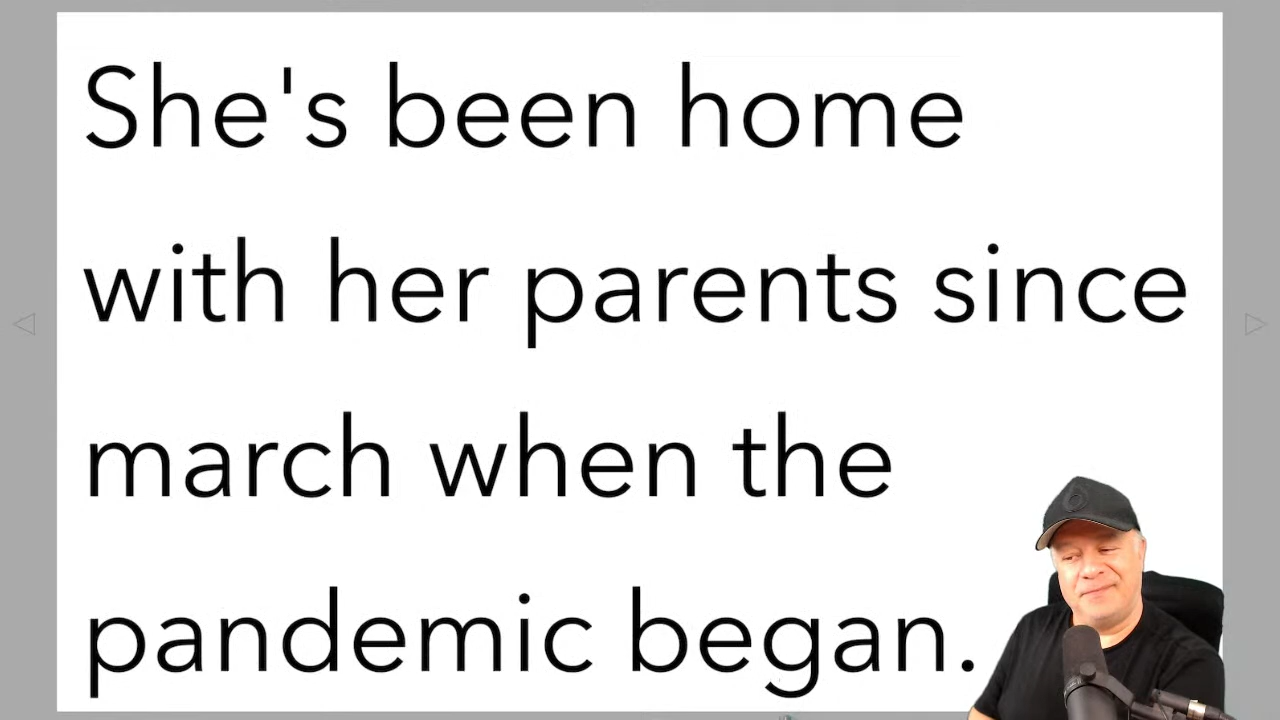 She's been home
with her parents since
march when the
pandemic began.